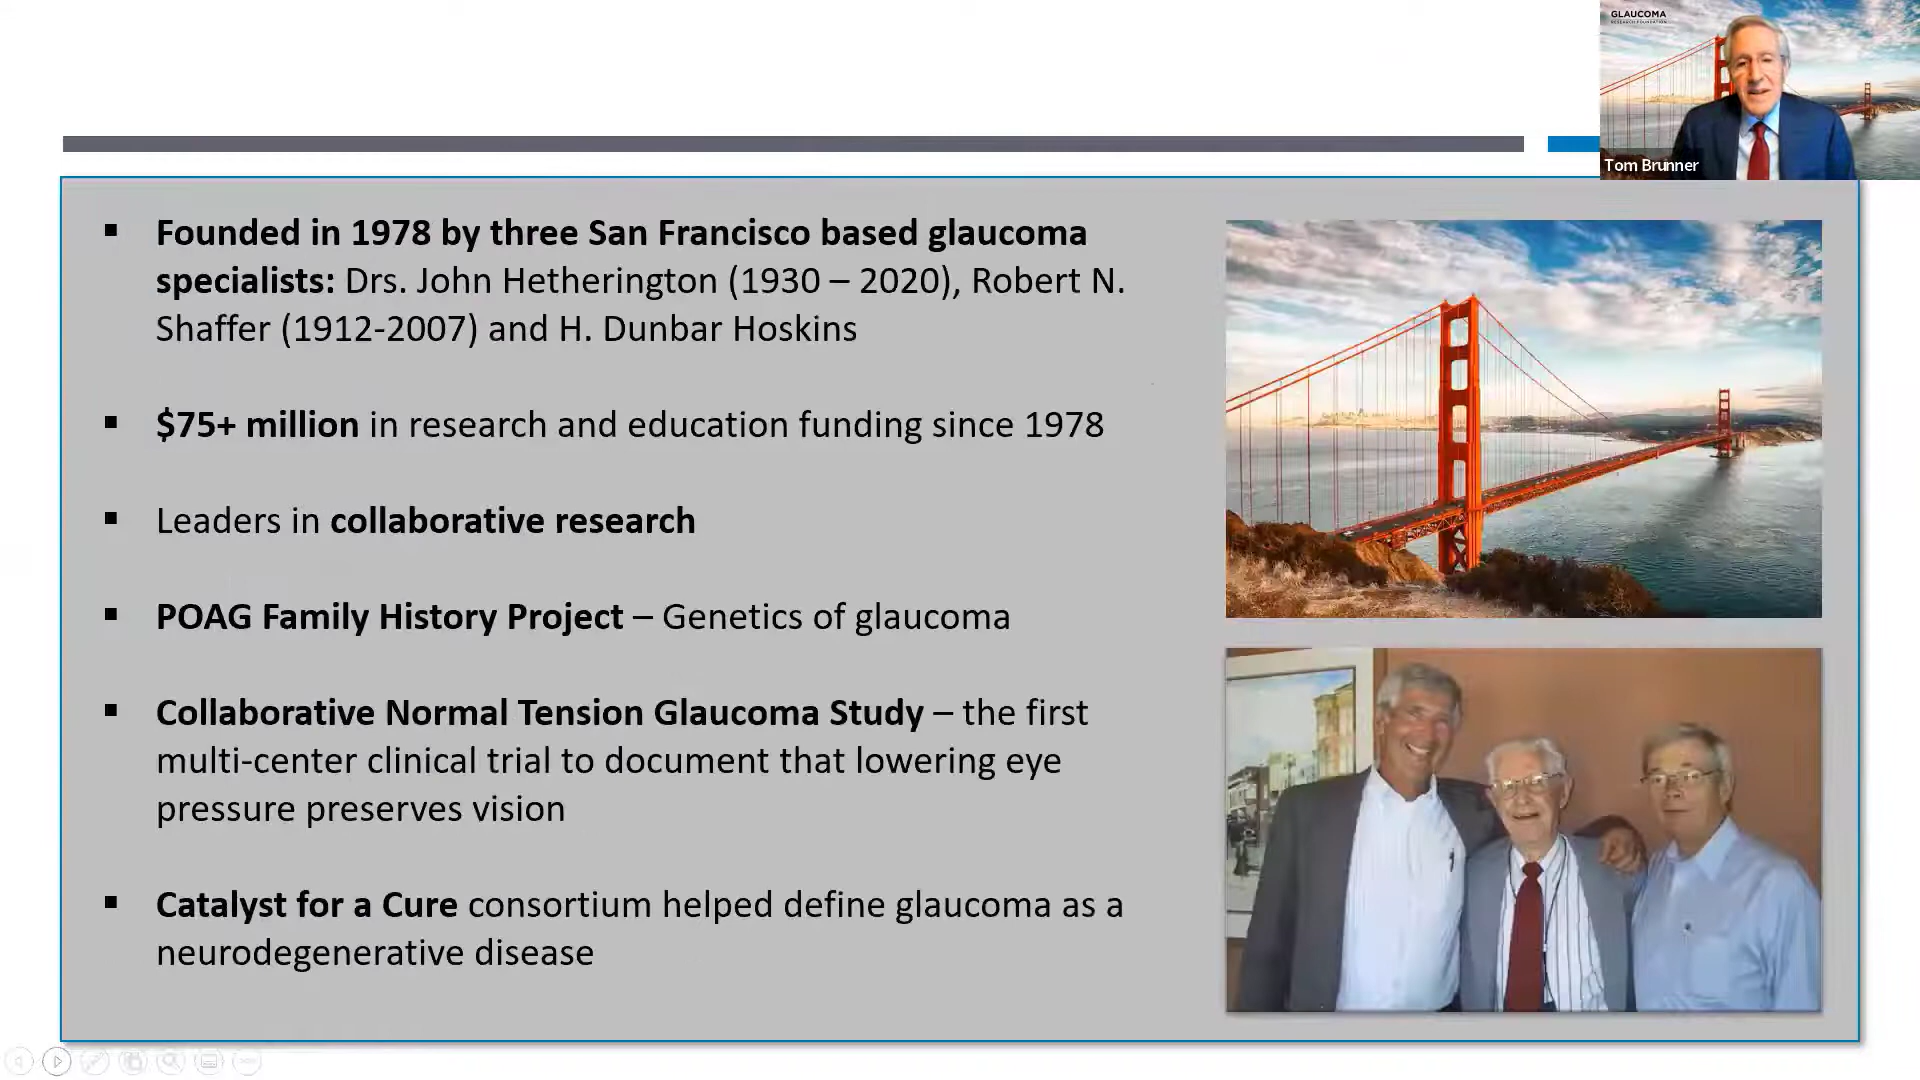 GLAUCOMA
RESEARCH FOUNDATION
Tom Brunner
▪ Founded in 1978 by three San Francisco based glaucoma
specialists: Drs. John Hetherington (1930 – 2020), Robert N.
Shaffer (1912-2007) and H. Dunbar Hoskins
▪ $75+ million in research and education funding since 1978
▪ Leaders in collaborative research
▪ POAG Family History Project – Genetics of glaucoma
▪ Collaborative Normal Tension Glaucoma Study – the first
multi-center clinical trial to document that lowering eye
pressure preserves vision
▪ Catalyst for a Cure consortium helped define glaucoma as a
neurodegenerative disease